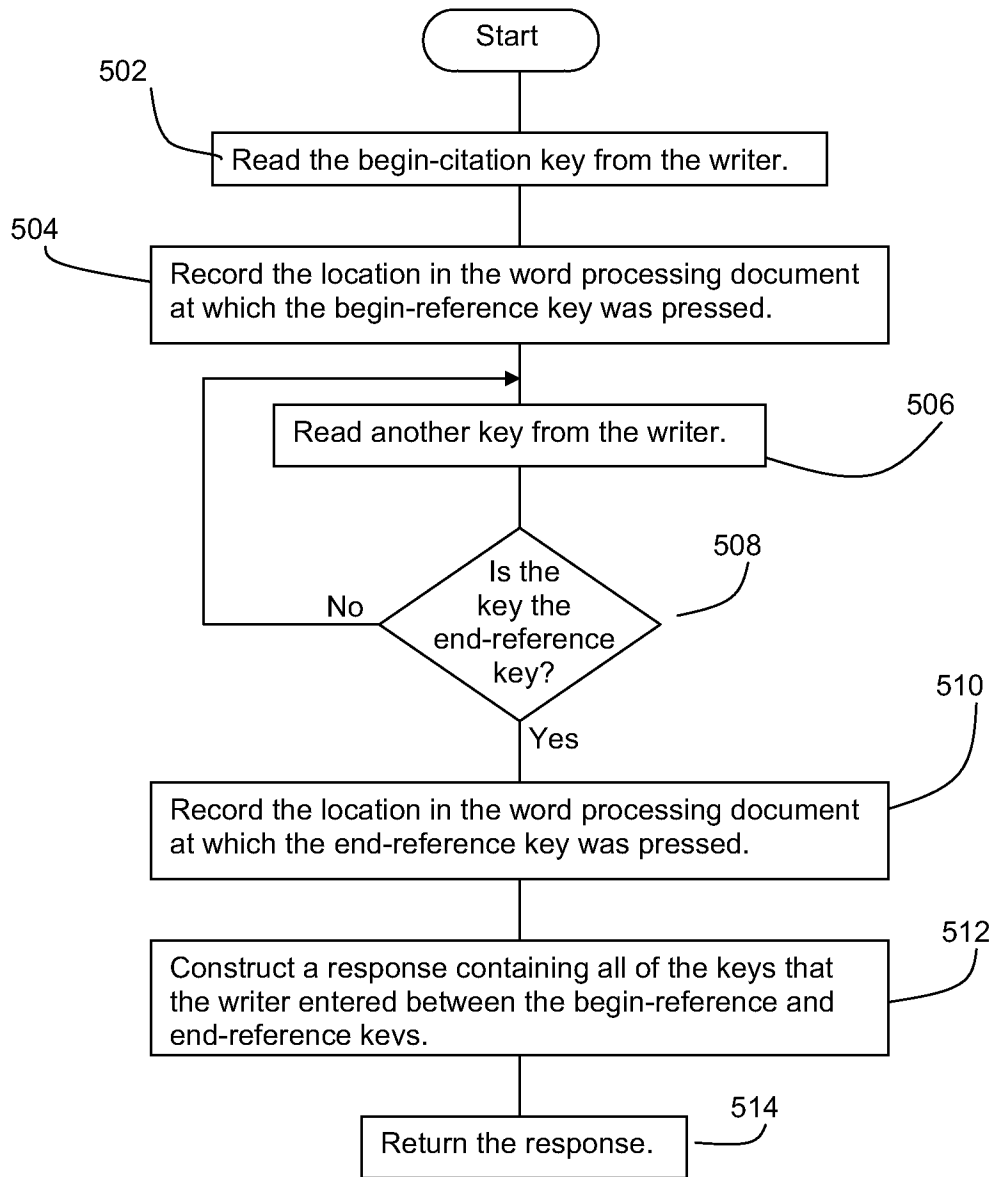 Start
502
Read the begin-citation key from the writer.
504
Record the location in the word processing document
at which the begin-reference key was pressed.
506
Read another key from the writer.
508
Is the
key the
end-reference
key?
No
Yes
510
Record the location in the word processing document
at which the end-reference key was pressed.
512
Construct a response containing all of the keys that
the writer entered between the begin-reference and
end-reference keys.
514
Return the response.